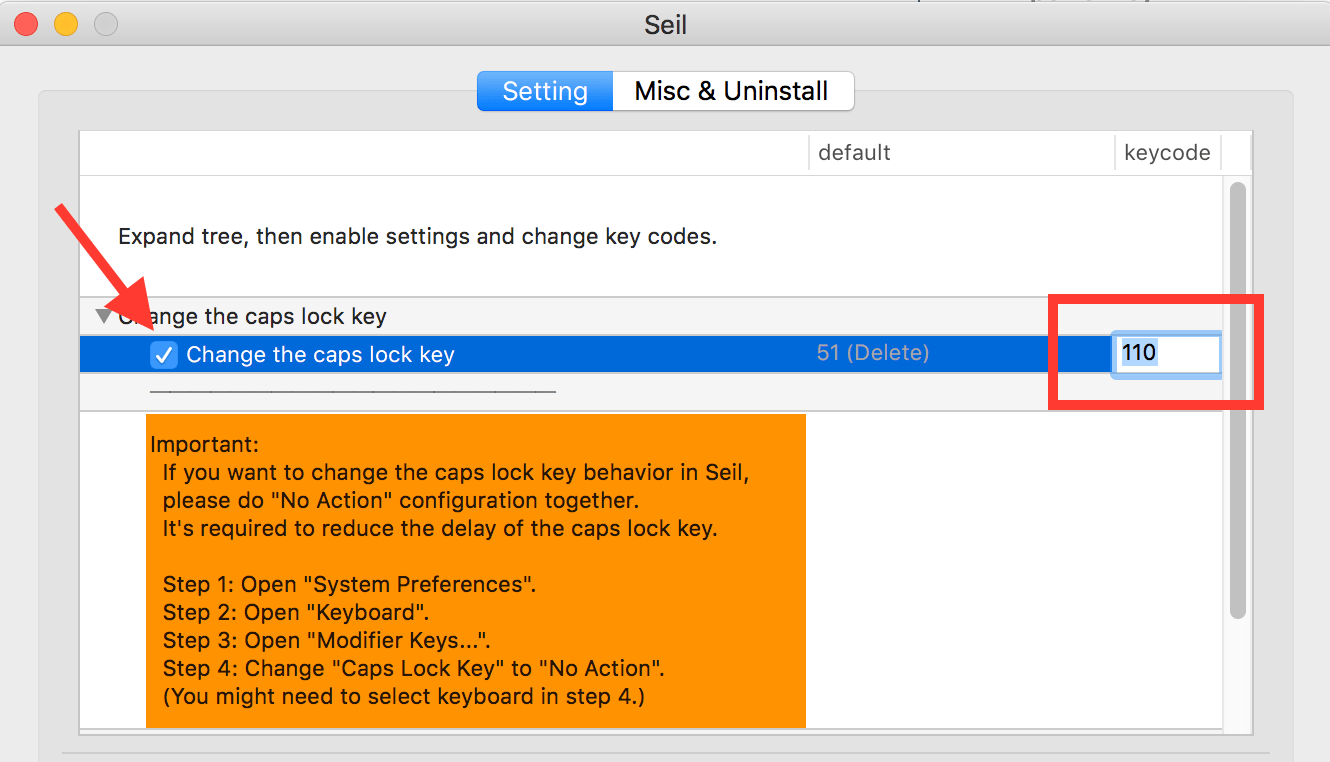 Seil
Setting
Misc & Uninstall
default
keycode
Expand tree, then enable settings and change key codes.
Change the caps lock key
Change the caps lock key
51 (Delete)
110
Important:
If you want to change the caps lock key behavior in Seil,
please do "No Action" configuration together.
It's required to reduce the delay of the caps lock key.
Step 1: Open "System Preferences".
Step 2: Open "Keyboard".
Step 3: Open "Modifier Keys...".
Step 4: Change "Caps Lock Key" to "No Action".
(You might need to select keyboard in step 4.)